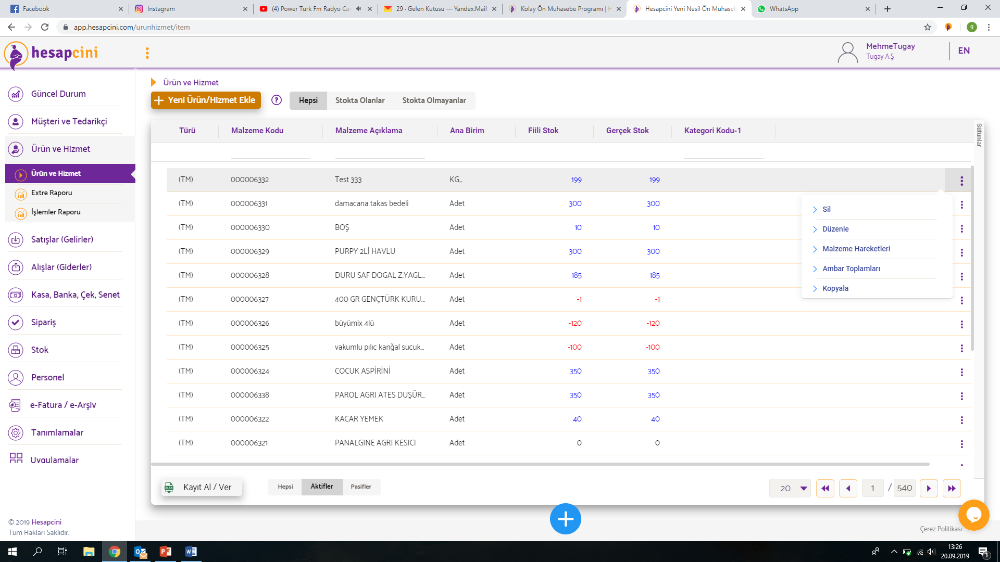 Facebook
Instagram
(4) Power Türk Fm Radyo Can
29 · Gelen Kutusu — Yandex.Mail
Kolay Ön Muhasebe Programı | H
Hesapcini Yeni Nesil Ön Muhaseb
WhatsApp
app.hesapcini.com/urunhizmet/item
g
hesapcini
MehmeTugay
Tugay A.Ş
EN
Güncel Durum
Müşteri ve Tedarikçi
Ürün ve Hizmet
Ürün ve Hizmet
Extre Raporu
İşlemler Raporu
Satışlar (Gelirler)
Alışlar (Giderler)
Kasa, Banka, Çek, Senet
Sipariş
Stok
Personel
e-Fatura / e-Arşiv
Tanımlamalar
Uygulamalar
© 2019 Hesapcini
Tüm Hakları Saklıdır.
Ürün ve Hizmet
Yeni Ürün/Hizmet Ekle
?
Hepsi Stokta Olanlar Stokta Olmayanlar
Türü Malzeme Kodu Malzeme Açıklama Ana Birim Fiili Stok Gerçek Stok Kategori Kodu-1
Sütunlar
(TM) 000006332 Test 333 KG_ 199 199
(TM) 000006331 damacana takas bedeli Adet 300 300
(TM) 000006330 BOŞ Adet 10 10
(TM) 000006329 PURPY 2Lİ HAVLU Adet 300 300
(TM) 000006328 DURU SAF DOGAL Z.YAGL... Adet 185 185
(TM) 000006327 400 GR GENÇTÜRK KURU... Adet -1 -1
(TM) 000006326 büyümix 4lü Adet -120 -120
(TM) 000006325 vakumlu pılıc kanğal sucuk... Adet -100 -100
(TM) 000006324 COCUK ASPİRİNİ Adet 350 350
(TM) 000006338 PAROL AGRI ATES DUŞÜR... Adet 350 350
(TM) 000006322 KACAR YEMEK Adet 40 40
(TM) 000006321 PANALGINE AGRI KESICI Adet 0 0
Sil
Düzenle
Malzeme Hareketleri
Ambar Toplamları
Kopyala
XLSX Kayıt Al / Ver
Hepsi Aktifler Pasifler
20 1 / 540
Çerez Politikası
13:26
20.09.2019
1